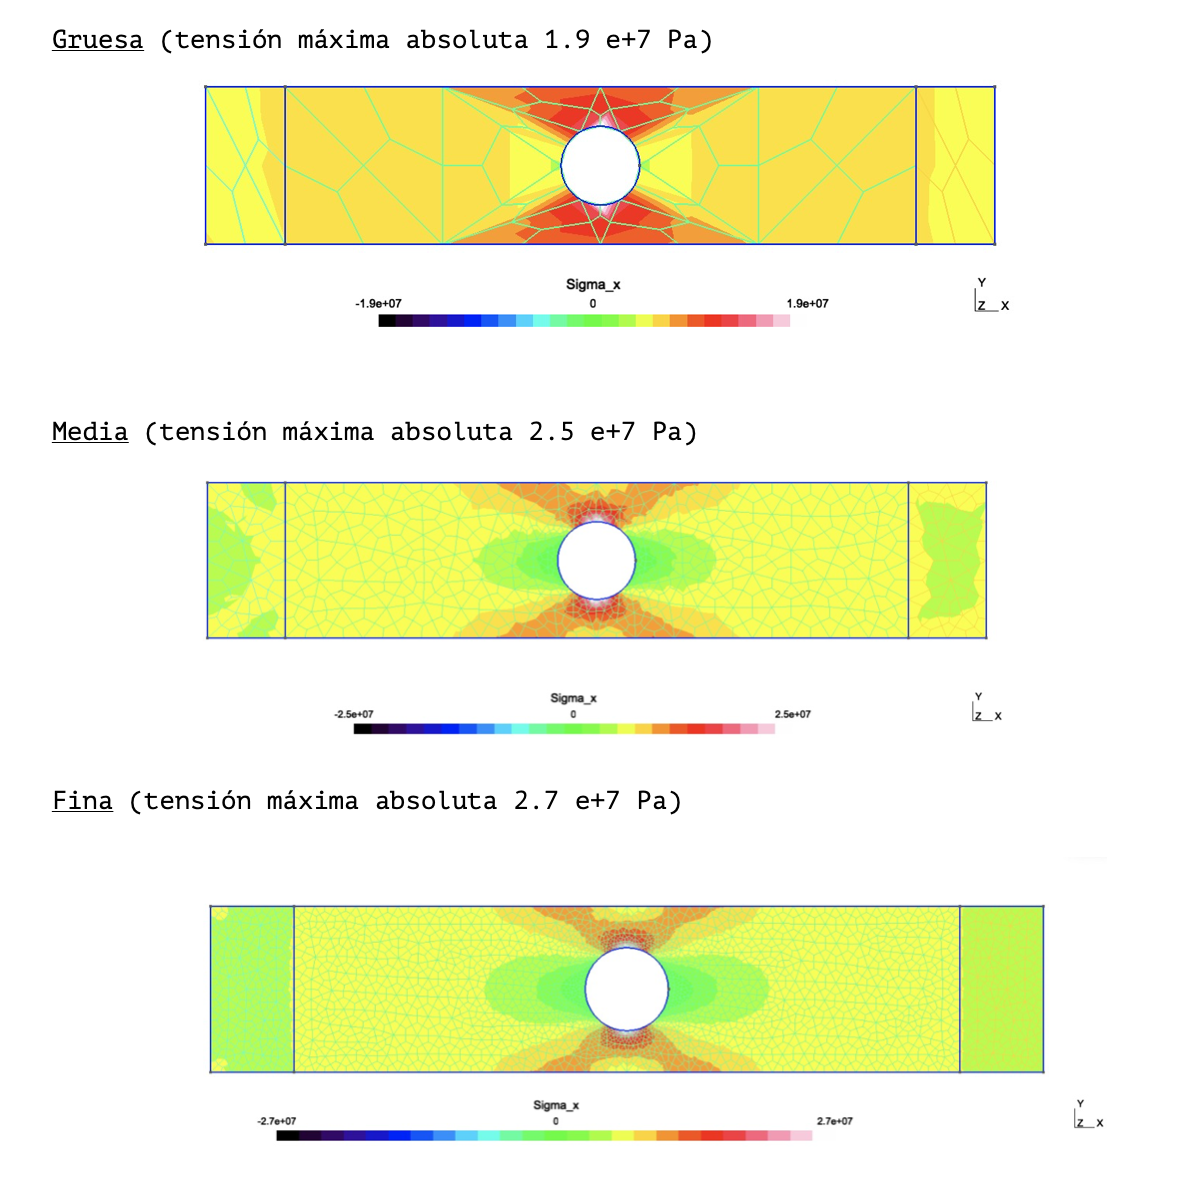 Gruesa (tensión máxima absoluta 1.9 e+7 Pa)
Sigma_x
-1.9e+07 0 1.9e+07
Y
Z X
Media (tensión máxima absoluta 2.5 e+7 Pa)
Sigma_x
-2.5e+07 0 2.5e+07
Y
Z X
Fina (tensión máxima absoluta 2.7 e+7 Pa)
Sigma_x
-2.7e+07 0 2.7e+07
Y
Z X